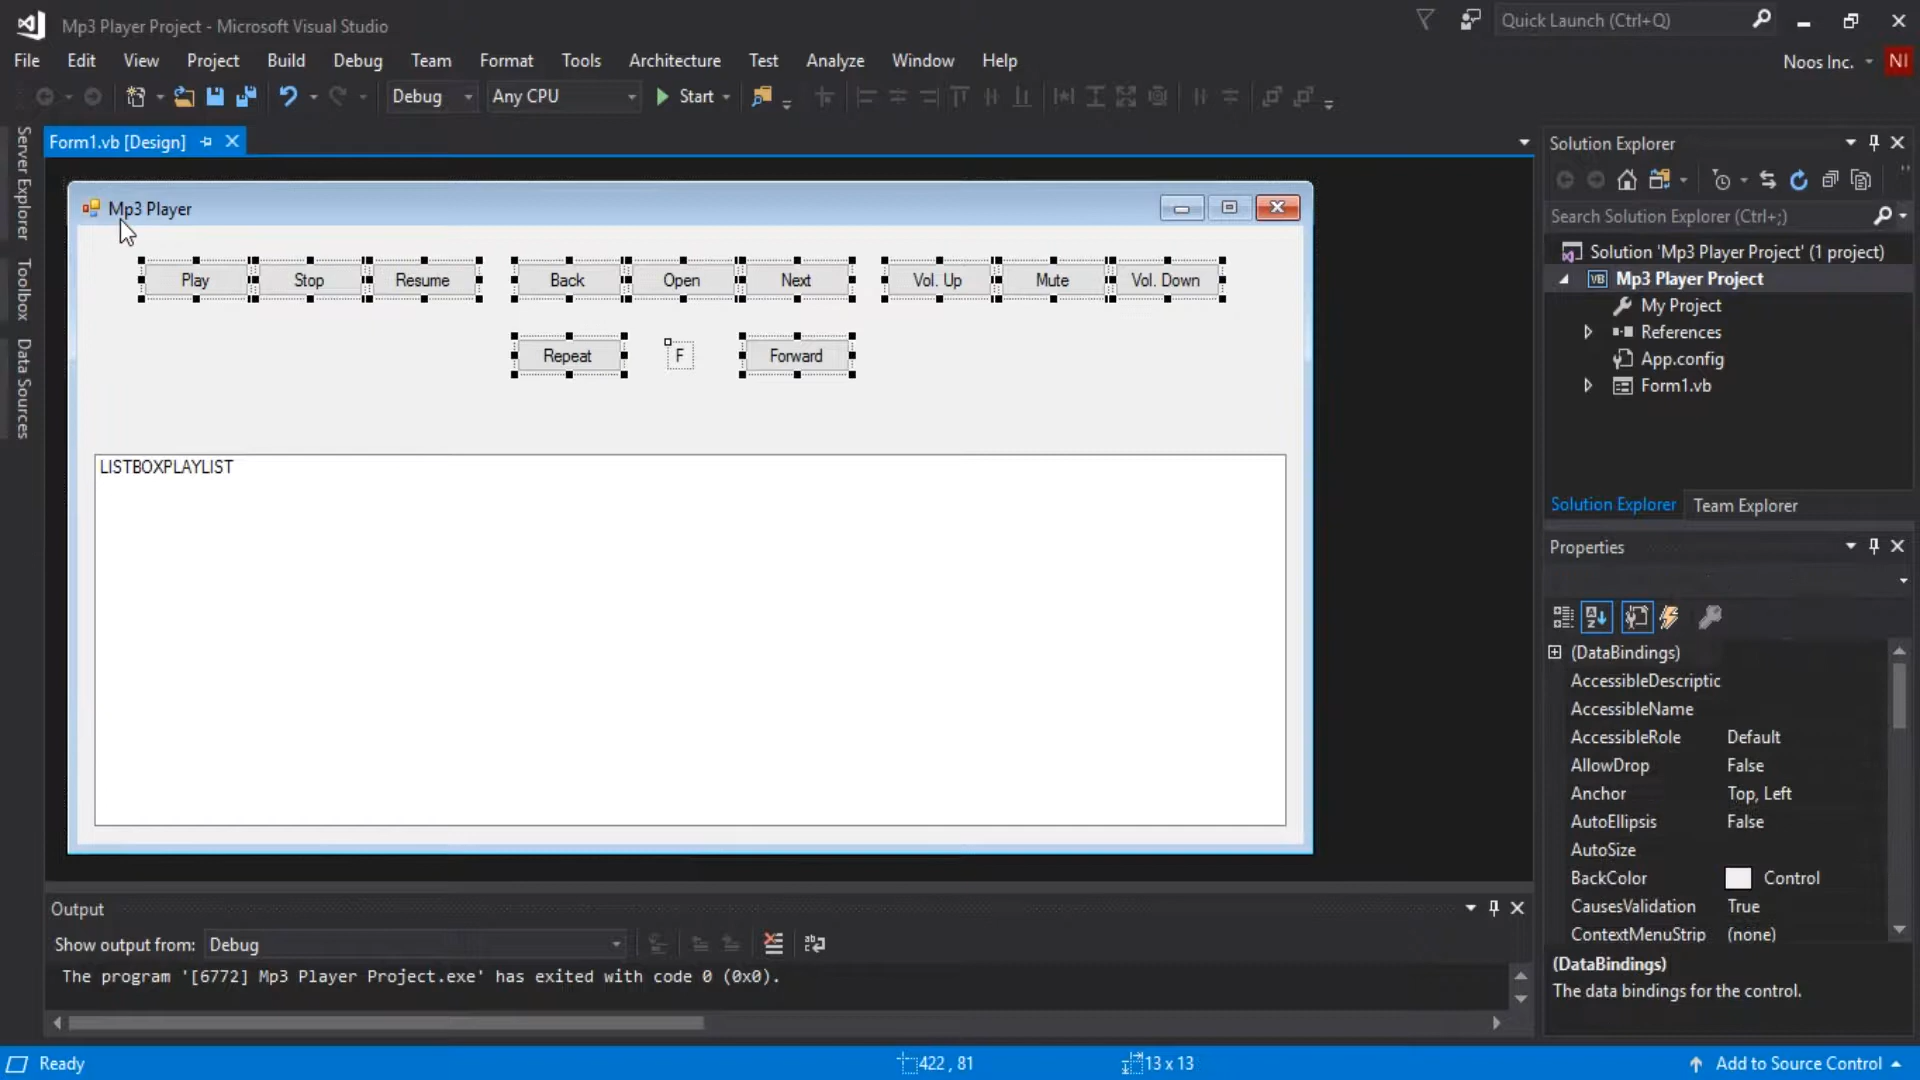 Mp3 Player Project - Microsoft Visual Studio
Quick Launch (Ctrl+Q)
File Edit View Project Build Debug Team Format Tools Architecture Test Analyze Window Help
Noos Inc. NI
Debug Any CPU Start
Server Explorer
Toolbox
Data Sources
Form1.vb [Design]
Mp3 Player
Play Stop Resume Back Open Next Vol. Up Mute Vol. Down
Repeat F Forward
LISTBOXPLAYLIST
Solution Explorer
Search Solution Explorer (Ctrl+;)
Solution 'Mp3 Player Project' (1 project)
VB Mp3 Player Project
My Project
References
App.config
Form1.vb
Solution Explorer Team Explorer
Properties
(DataBindings)
AccessibleDescriptic
AccessibleName
AccessibleRole Default
AllowDrop False
Anchor Top, Left
AutoEllipsis False
AutoSize
BackColor Control
CausesValidation True
ContextMenuStrip (none)
(DataBindings)
The data bindings for the control.
Output
Show output from: Debug
The program '[6772] Mp3 Player Project.exe' has exited with code 0 (0x0).
Ready 422 , 81 13 x 13 Add to Source Control